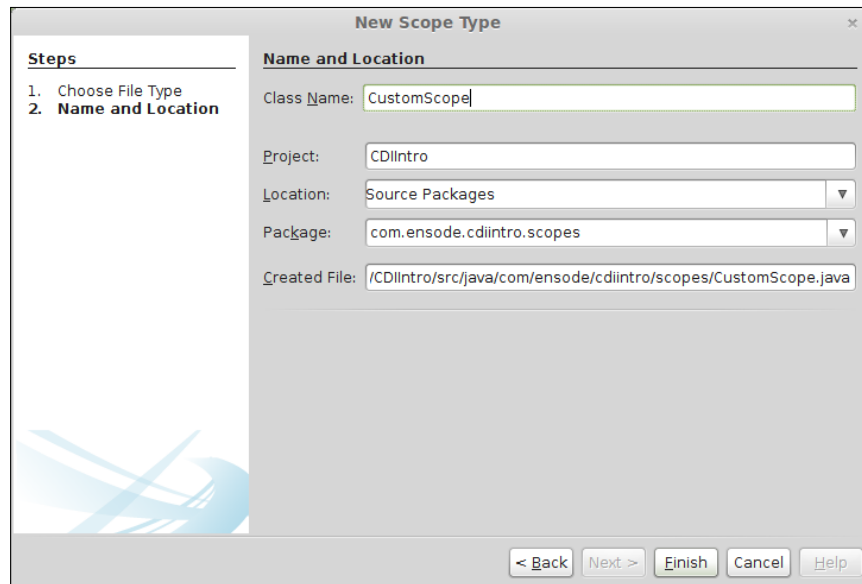 New Scope Type
Steps
1. Choose File Type
2. Name and Location
Name and Location
Class Name: CustomScope
Project: CDIIntro
Location: Source Packages
Package: com.ensode.cdiintro.scopes
Created File: /CDIIntro/src/java/com/ensode/cdiintro/scopes/CustomScope.java
< Back Next > Finish Cancel Help